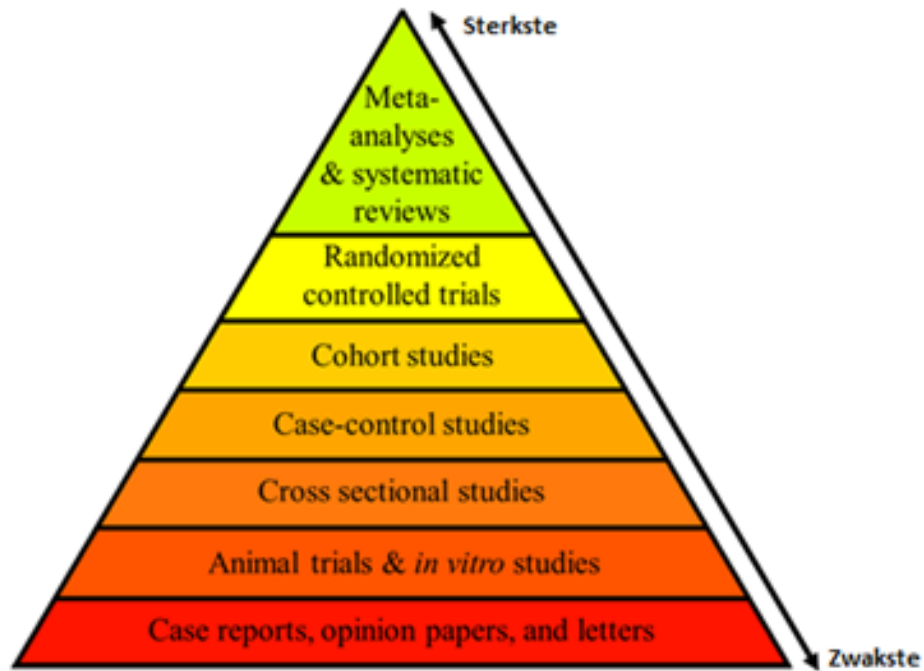 Sterkste
Meta-
analyses
& systematic
reviews
Randomized
controlled trials
Cohort studies
Case-control studies
Cross sectional studies
Animal trials & in vitro studies
Case reports, opinion papers, and letters
Zwakste